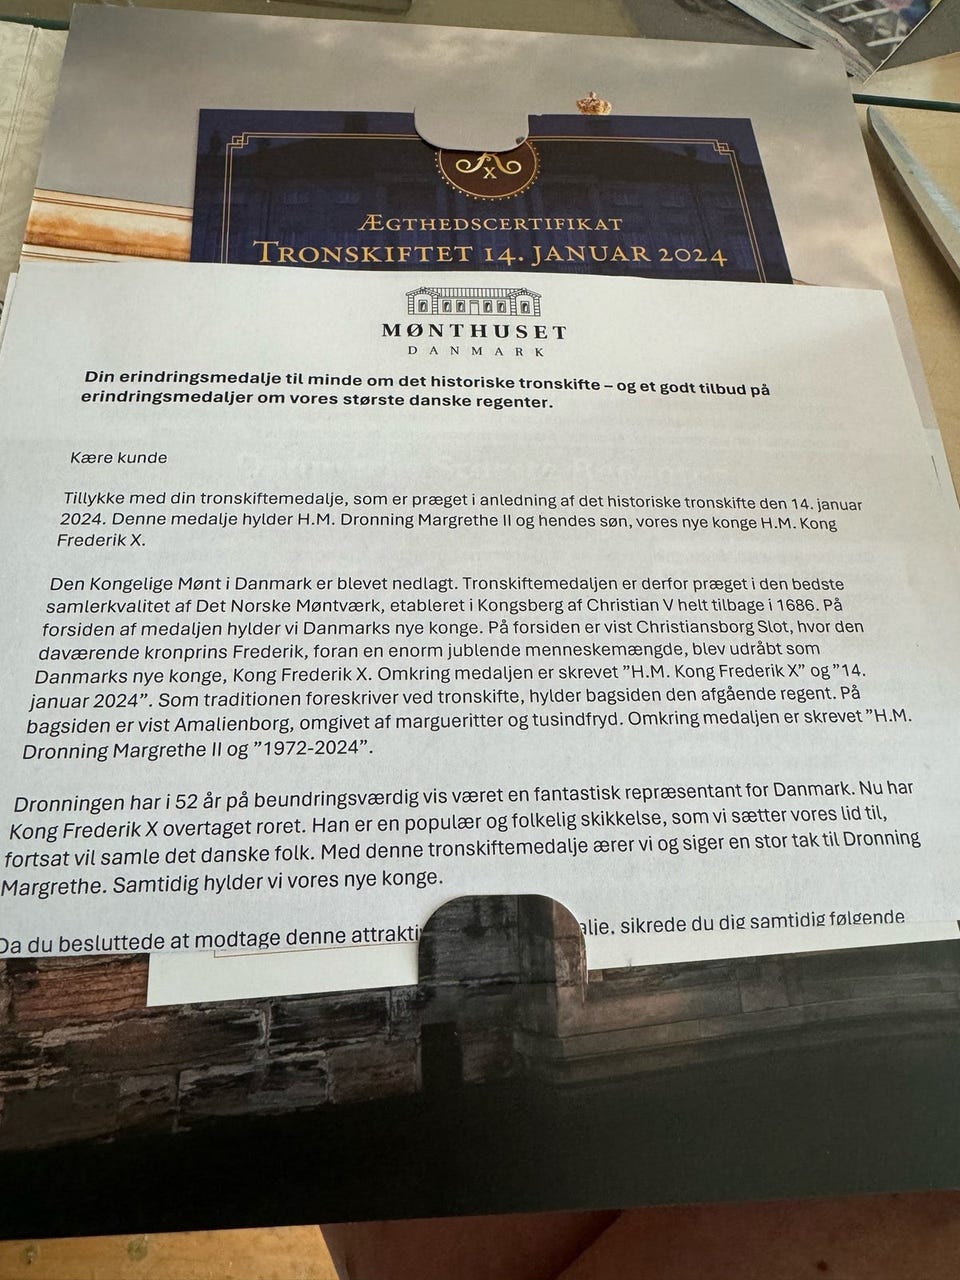 ÆGTHEDSCERTIFIKAT
TRONSKIFTET 14. JANUAR 2024
MØNTHUSET
DANMARK
Din erindringsmedalje til minde om det historiske tronskifte – og et godt tilbud på
erindringsmedaljer om vores største danske regenter.
Kære kunde
Tillykke med din tronskiftemedalje, som er præget i anledning af det historiske tronskifte den 14. januar
2024. Denne medalje hylder H.M. Dronning Margrethe II og hendes søn, vores nye konge H.M. Kong
Frederik X.
Den Kongelige Mønt i Danmark er blevet nedlagt. Tronskiftemedaljen er derfor præget i den bedste
samlerkvalitet af Det Norske Møntværk, etableret i Kongsberg af Christian V helt tilbage i 1686. På
forsiden af medaljen hylder vi Danmarks nye konge. På forsiden er vist Christiansborg Slot, hvor den
daværende kronprins Frederik, foran en enorm jublende menneskemængde, blev udråbt som
Danmarks nye konge, Kong Frederik X. Omkring medaljen er skrevet ”H.M. Kong Frederik X” og ”14.
januar 2024”. Som traditionen foreskriver ved tronskifte, hylder bagsiden den afgående regent. På
bagsiden er vist Amalienborg, omgivet af margueritter og tusindfryd. Omkring medaljen er skrevet ”H.M.
Dronning Margrethe II og ”1972-2024”.
Dronningen har i 52 år på beundringsværdig vis været en fantastisk repræsentant for Danmark. Nu har
Kong Frederik X overtaget roret. Han er en populær og folkelig skikkelse, som vi sætter vores lid til,
fortsat vil samle det danske folk. Med denne tronskiftemedalje ærer vi og siger en stor tak til Dronning
Margrethe. Samtidig hylder vi vores nye konge.
Da du besluttede at modtage denne sikrede du dig samtidig følgende